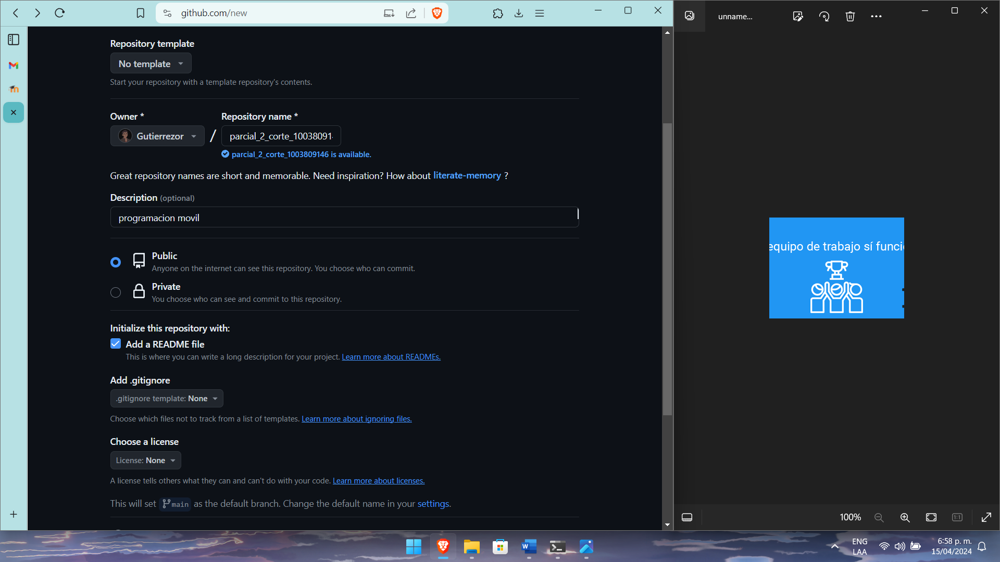 github.com/new
unname...
Repository template
No template
Start your repository with a template repository's contents.
Owner *
Repository name *
Gutierrezor
/
parcial_2_corte_10038091
parcial_2_corte_1003809146 is available.
Great repository names are short and memorable. Need inspiration? How about literate-memory ?
Description (optional)
programacion movil
Public
Anyone on the internet can see this repository. You choose who can commit.
Private
You choose who can see and commit to this repository.
Initialize this repository with:
Add a README file
This is where you can write a long description for your project. Learn more about READMEs.
Add .gitignore
.gitignore template: None
Choose which files not to track from a list of templates. Learn more about ignoring files.
Choose a license
License: None
A license tells others what they can and can't do with your code. Learn more about licenses.
This will set main as the default branch. Change the default name in your settings.
equipo de trabajo sí funci
100%
1:1
ENG
LAA
6:58 p. m.
15/04/2024